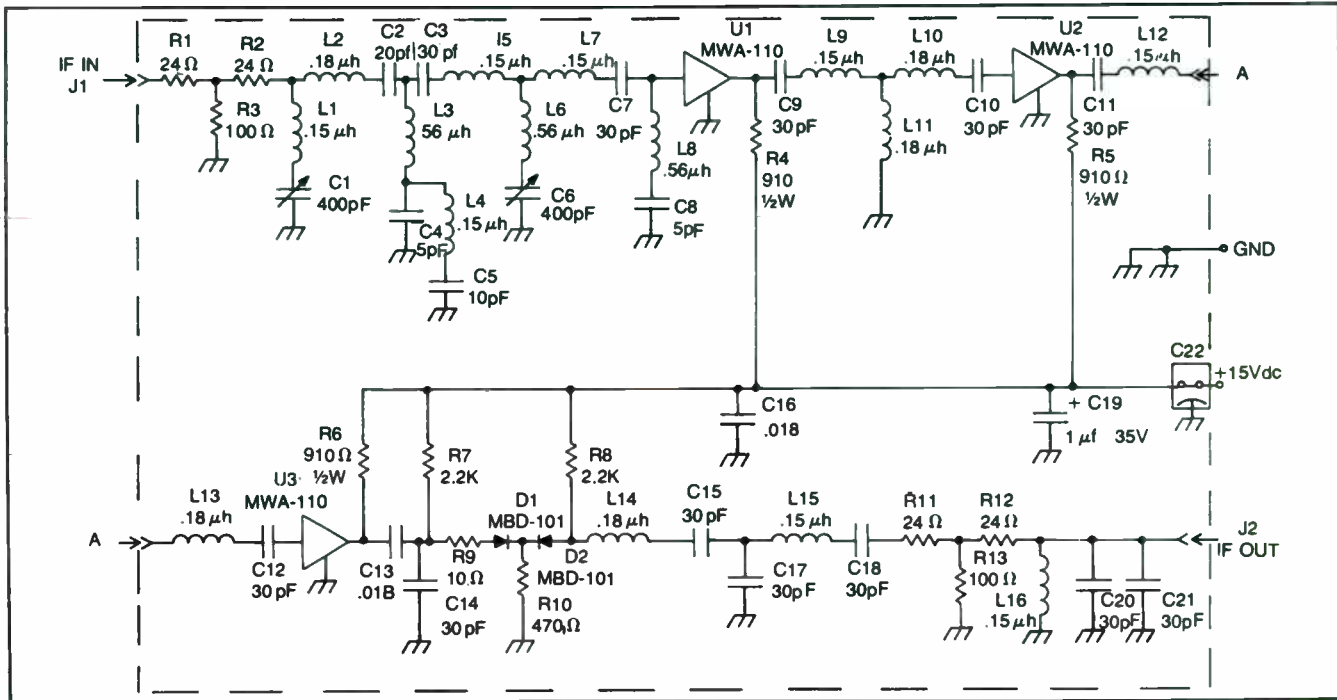 IF IN
J1
R1
24 Ω
R2
24 Ω
R3
100 Ω
L2
.18 μh
L1
.15 μh
C1
400pF
C2
20pf
C3
30 pf
L3
56 μh
C4
5pF
L4
.15 μh
C5
10pF
I5
.15 μh
L6
.56 μh
C6
400pF
L7
.15 μh
C7
30 pF
L8
.56μh
C8
5pF
U1
MWA-110
C9
30 pF
R4
910
½W
L9
.15 μh
L10
.18 μh
L11
.18 μh
C10
30 pF
U2
MWA-110
C11
30 pF
R5
910 Ω
½W
L12
.15 μh
A
GND
C22
+15Vdc
C16
.018
+ C19
1 μf 35V
A
L13
.18 μh
C12
30 pF
U3
MWA-110
R6
910 Ω
½W
R7
2.2K
R8
2.2K
C13
.01B
C14
30 pF
R9
10 Ω
D1
MBD-101
D2
MBD-101
R10
470 Ω
L14
.18 μh
C15
30 pF
C17
30pF
L15
.15 μh
C18
30 pF
R11
24 Ω
R12
24 Ω
R13
100 Ω
L16
.15 μh
C20
30pF
C21
30pF
J2
IF OUT